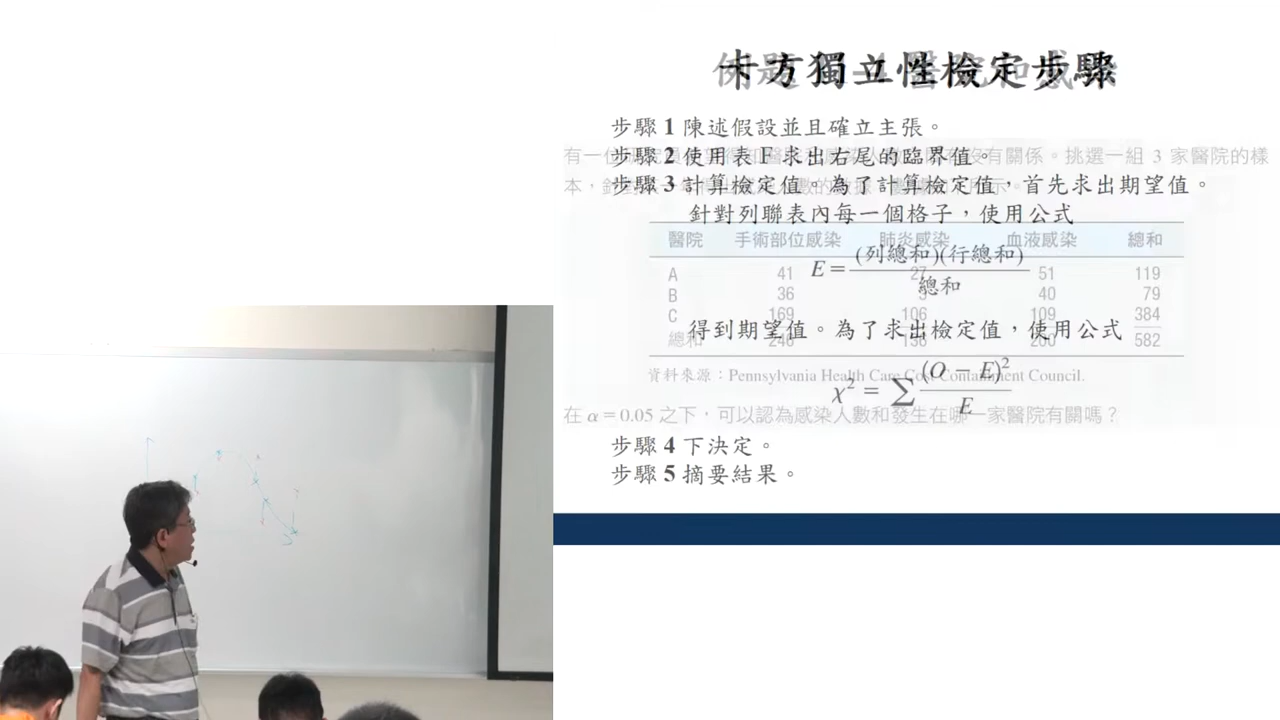 卡方獨立性檢定步驟
步驟 1 陳述假設並且確立主張。
步驟 2 使用表 F 求出右尾的臨界值。
步驟 3 計算檢定值。為了計算檢定值，首先求出期望值。
針對列聯表內每一個格子，使用公式
醫院 手術部位感染 肺炎感染 血液感染 總和
E = (列總和)(行總和) / 總和
A 41 27 51 119
B 36 3 40 79
C 169 106 109 384
得到期望值。為了求出檢定值，使用公式
總和 246 136 200 582
資料來源：Pennsylvania Health Care Cost Containment Council.
χ² = ∑ (O − E)² / E
在 α = 0.05 之下，可以認為感染人數和發生在哪一家醫院有關嗎？
步驟 4 下決定。
步驟 5 摘要結果。